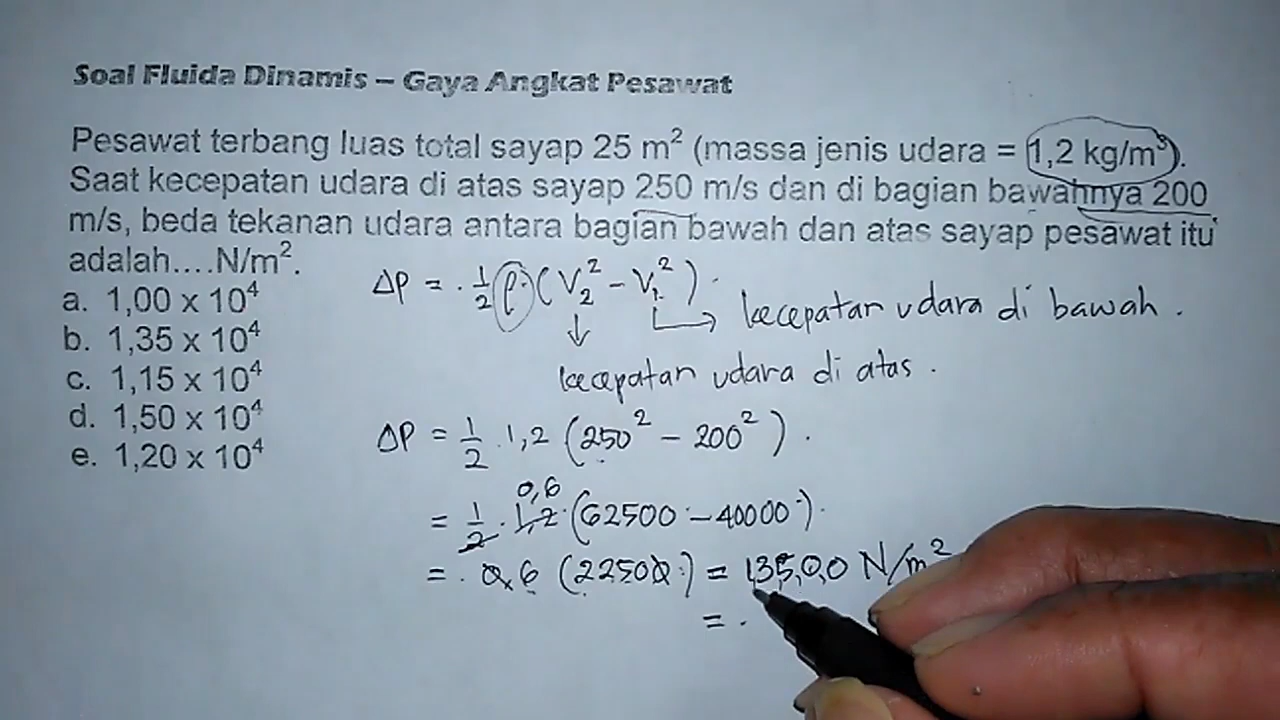 Soal Fluida Dinamis – Gaya Angkat Pesawat
Pesawat terbang luas total sayap 25 m² (massa jenis udara = 1,2 kg/m³).
Saat kecepatan udara di atas sayap 250 m/s dan di bagian bawahnya 200
m/s, beda tekanan udara antara bagian bawah dan atas sayap pesawat itu
adalah....N/m².
a. 1,00 x 10⁴
b. 1,35 x 10⁴
c. 1,15 x 10⁴
d. 1,50 x 10⁴
e. 1,20 x 10⁴
ΔP = . 1/2 ρ. (V₂² – V₁²) .
kecepatan udara di bawah .
kecepatan udara di atas .
ΔP = 1/2 . 1,2 (250² – 200²) .
0,6
= 1/2 . 1,2 . (62500 – 40000) .
= . 0,6 (22500) = 13500 N/m²
= .